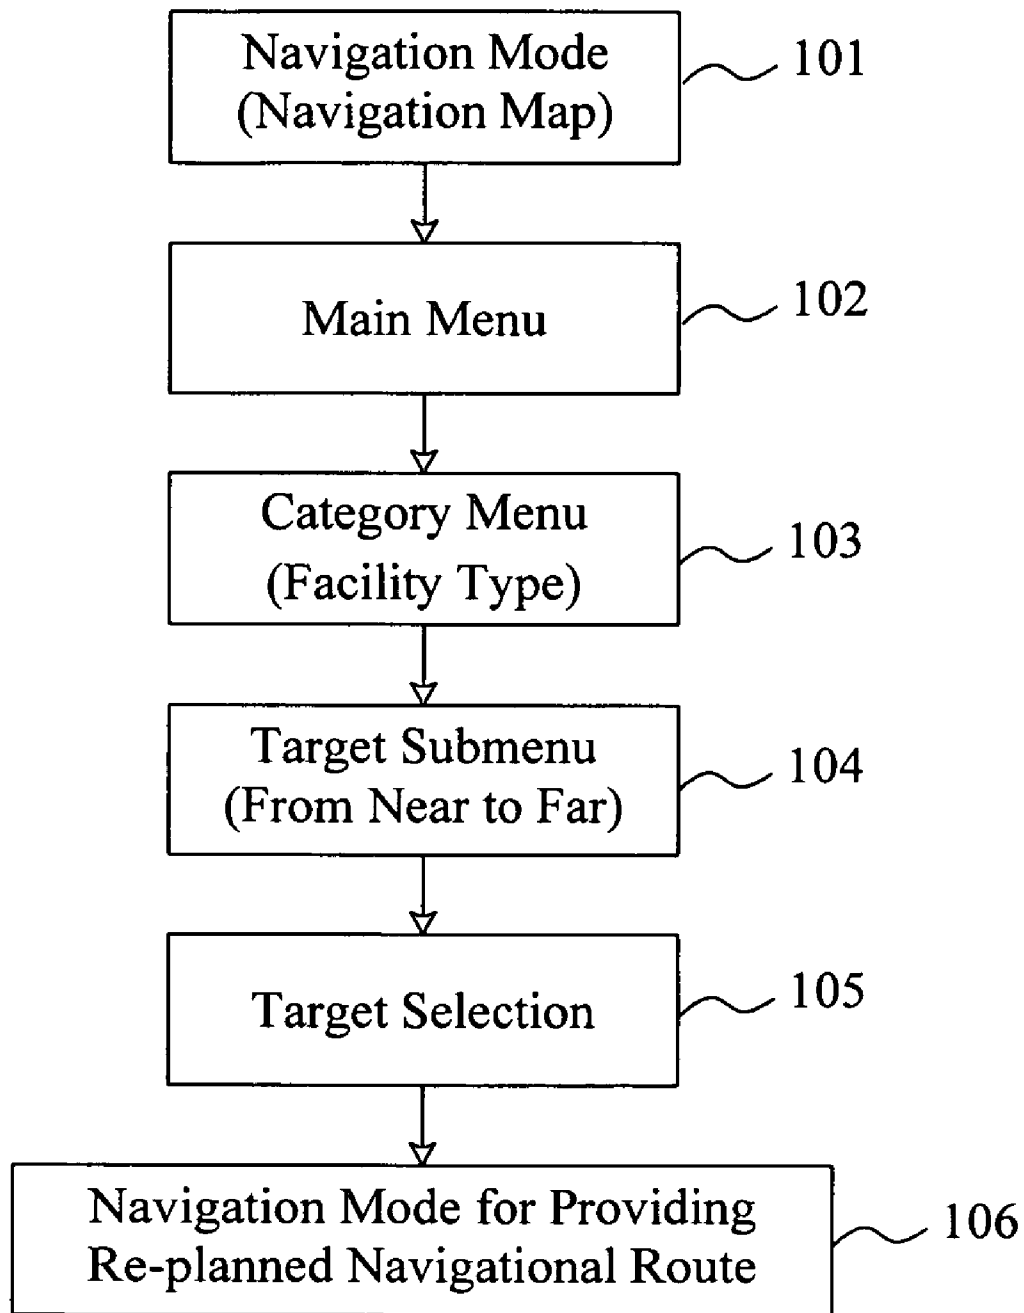 Navigation Mode
(Navigation Map)
101
Main Menu
102
Category Menu
(Facility Type)
103
Target Submenu
(From Near to Far)
104
Target Selection
105
Navigation Mode for Providing
Re-planned Navigational Route
106